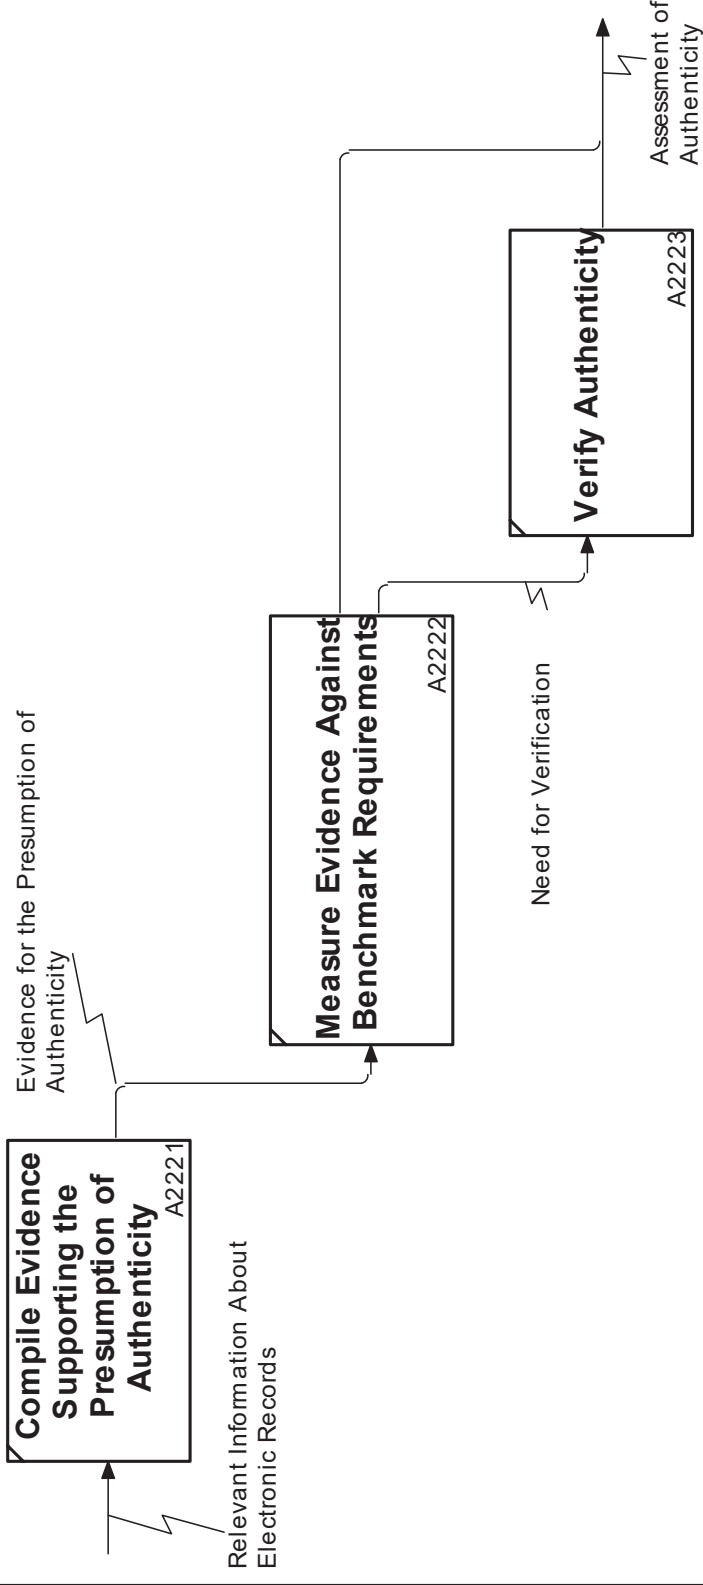 Relevant Information About
Electronic Records
Compile Evidence
Supporting the
Presumption of
Authenticity
A2221
Evidence for the Presumption of
Authenticity
Measure Evidence Against
Benchmark Requirements
A2222
Need for Verification
Verify Authenticity
A2223
Assessment of
Authenticity